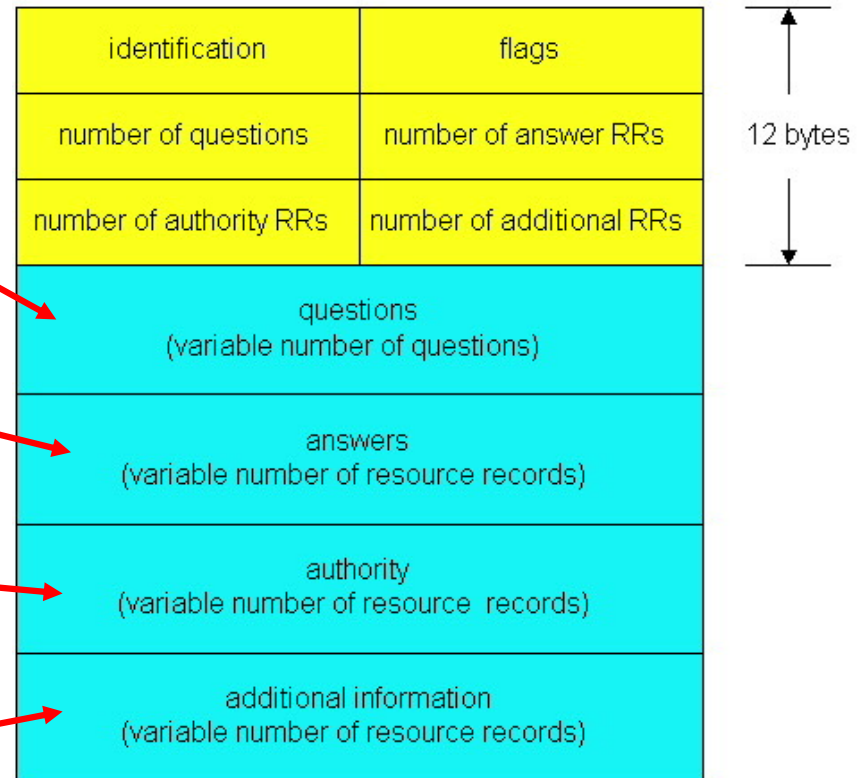 identification
flags
number of questions
number of answer RRs
12 bytes
number of authority RRs
number of additional RRs
questions
(variable number of questions)
answers
(variable number of resource records)
authority
(variable number of resource records)
additional information
(variable number of resource records)